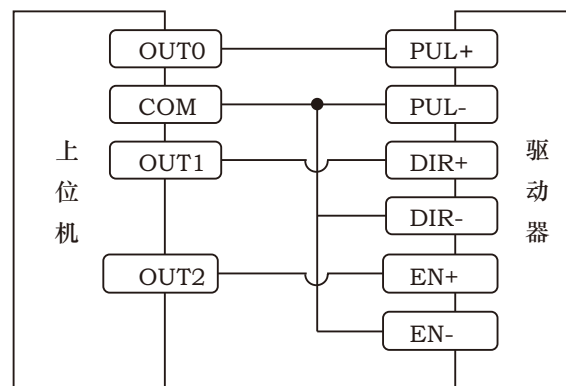 OUT0
PUL+
COM
PUL-
上位机
OUT1
DIR+
驱动器
DIR-
OUT2
EN+
EN-